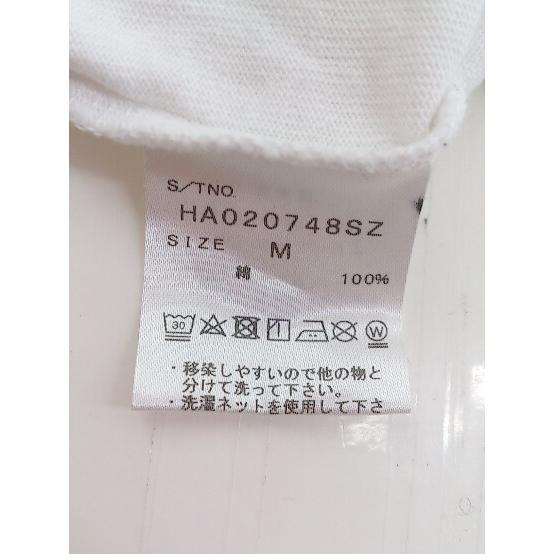 S/TNO.
HA020748SZ
SIZE M
綿 100%
30 W
・移染しやすいので他の物と
分けて洗って下さい。
・洗濯ネットを使用して下さ